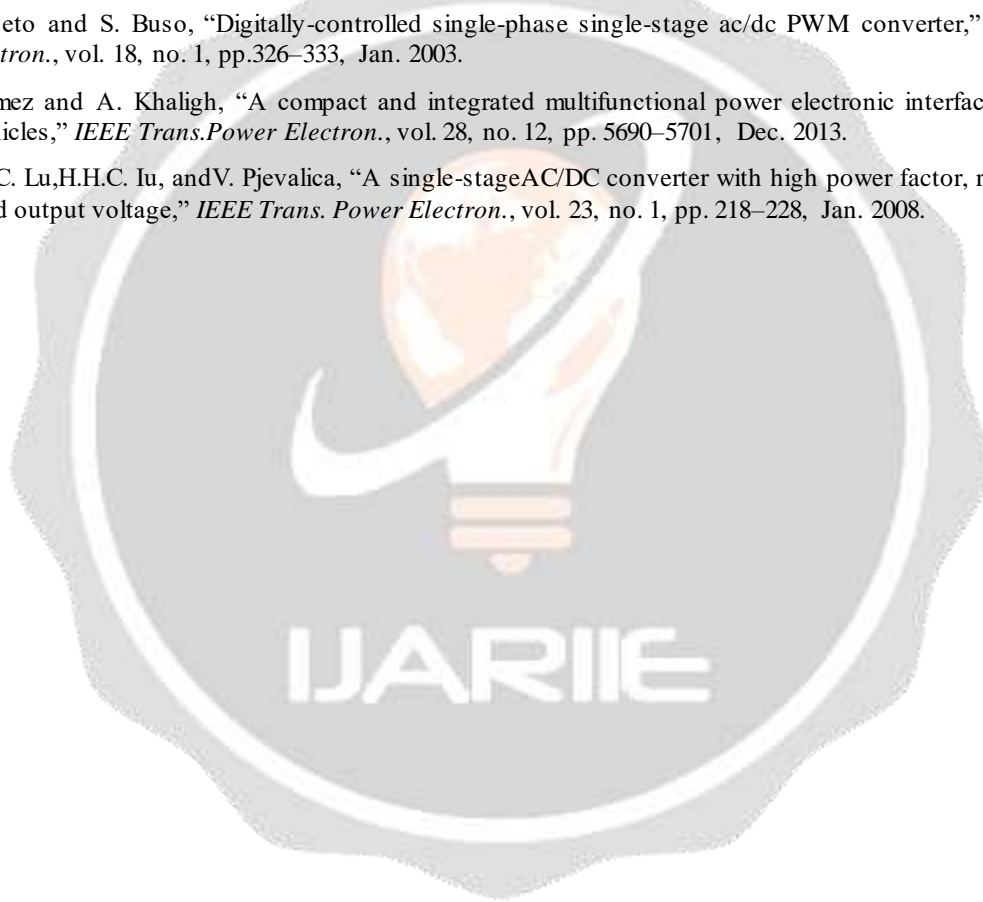 eto and S. Buso, “Digitally-controlled single-phase single-stage ac/dc PWM converter,”
tron., vol. 18, no. 1, pp.326–333, Jan. 2003.
mez and A. Khaligh, “A compact and integrated multifunctional power electronic interfac
icles,” IEEE Trans.Power Electron., vol. 28, no. 12, pp. 5690–5701, Dec. 2013.
C. Lu,H.H.C. Iu, andV. Pjevalica, “A single-stageAC/DC converter with high power factor, r
d output voltage,” IEEE Trans. Power Electron., vol. 23, no. 1, pp. 218–228, Jan. 2008.
IJARIIE